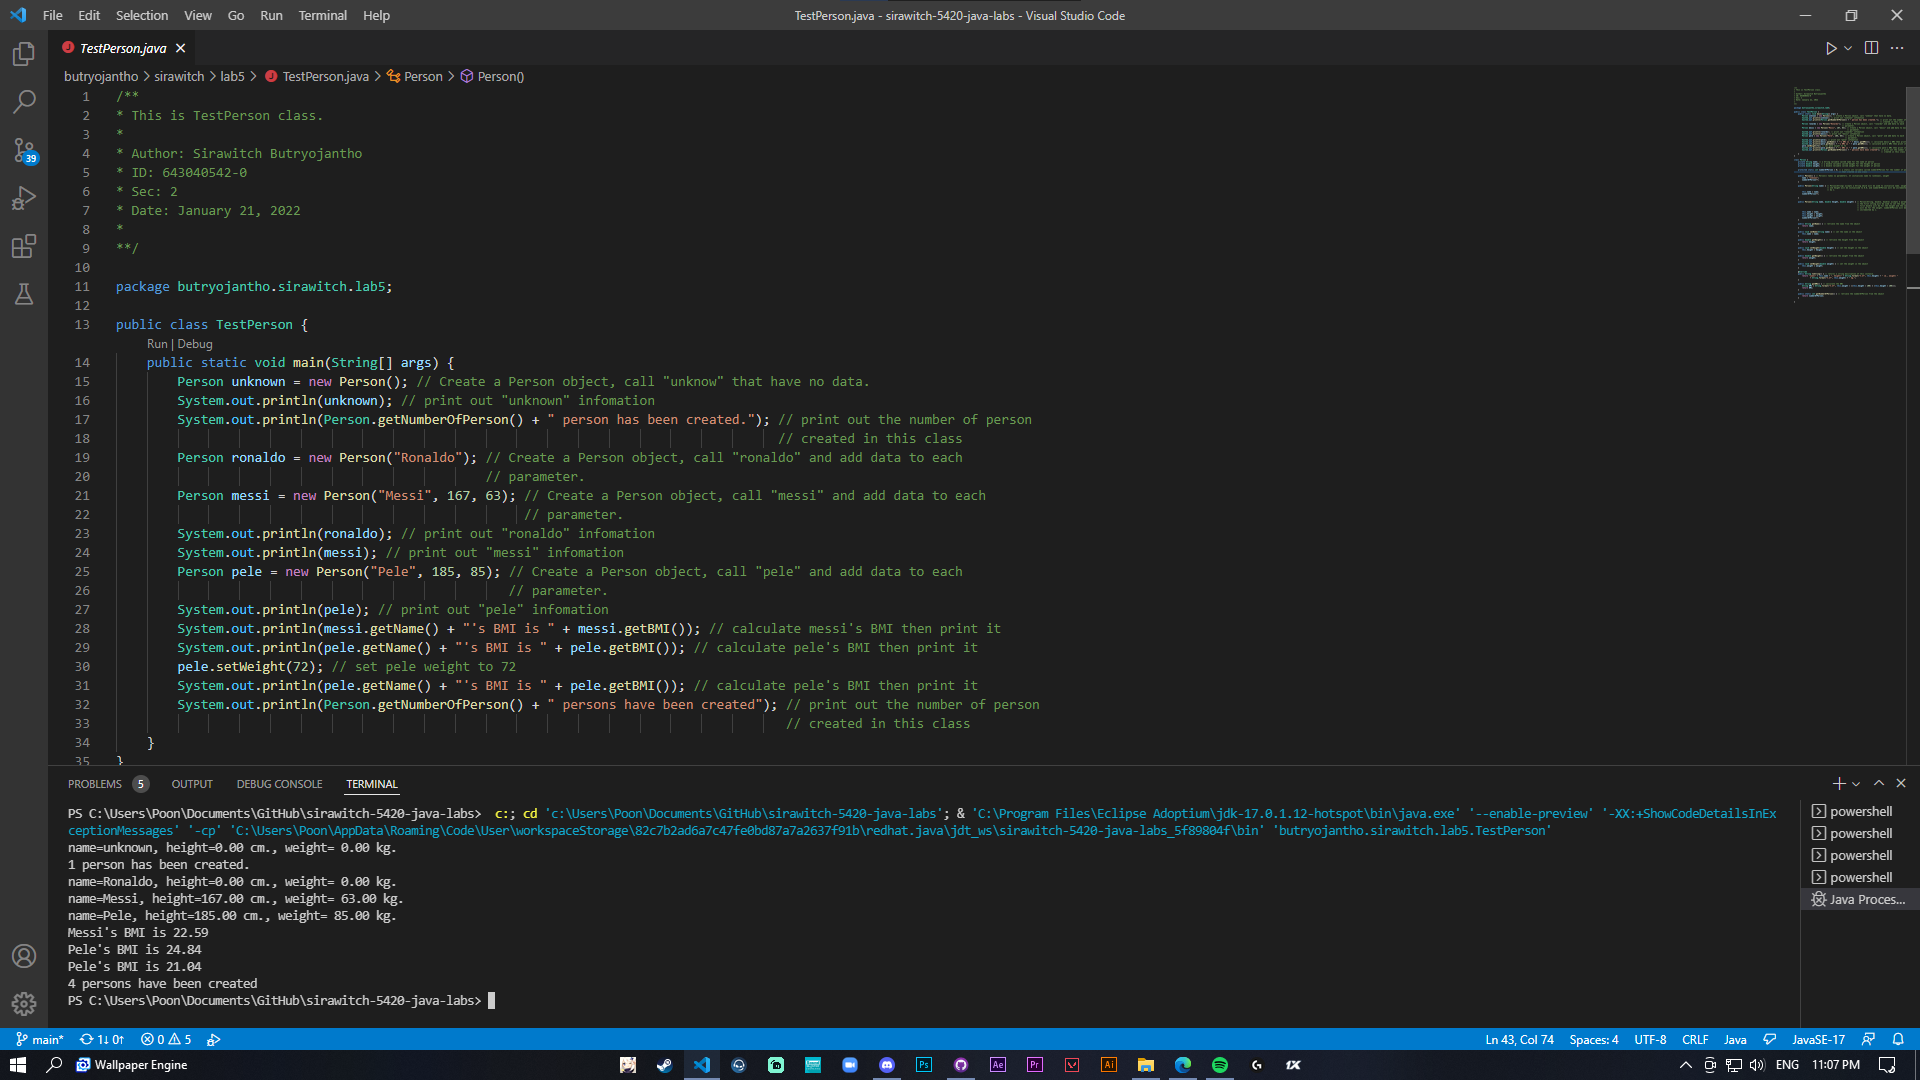 File Edit Selection View Go Run Terminal Help
TestPerson.java - sirawitch-5420-java-labs - Visual Studio Code
TestPerson.java
butryojantho > sirawitch > lab5 > TestPerson.java > Person > Person()
1 /**
2 * This is TestPerson class.
3 *
4 * Author: Sirawitch Butryojantho
5 * ID: 643040542-0
6 * Sec: 2
7 * Date: January 21, 2022
8 *
9 **/
10
11 package butryojantho.sirawitch.lab5;
12
13 public class TestPerson {
Run | Debug
14 public static void main(String[] args) {
15 Person unknown = new Person(); // Create a Person object, call "unknow" that have no data.
16 System.out.println(unknown); // print out "unknown" infomation
17 System.out.println(Person.getNumberOfPerson() + " person has been created."); // print out the number of person
18 // created in this class
19 Person ronaldo = new Person("Ronaldo"); // Create a Person object, call "ronaldo" and add data to each
20 // parameter.
21 Person messi = new Person("Messi", 167, 63); // Create a Person object, call "messi" and add data to each
22 // parameter.
23 System.out.println(ronaldo); // print out "ronaldo" infomation
24 System.out.println(messi); // print out "messi" infomation
25 Person pele = new Person("Pele", 185, 85); // Create a Person object, call "pele" and add data to each
26 // parameter.
27 System.out.println(pele); // print out "pele" infomation
28 System.out.println(messi.getName() + "'s BMI is " + messi.getBMI()); // calculate messi's BMI then print it
29 System.out.println(pele.getName() + "'s BMI is " + pele.getBMI()); // calculate pele's BMI then print it
30 pele.setWeight(72); // set pele weight to 72
31 System.out.println(pele.getName() + "'s BMI is " + pele.getBMI()); // calculate pele's BMI then print it
32 System.out.println(Person.getNumberOfPerson() + " persons have been created"); // print out the number of person
33 // created in this class
34 }
35 }
39
PROBLEMS 5 OUTPUT DEBUG CONSOLE TERMINAL
PS C:\Users\Poon\Documents\GitHub\sirawitch-5420-java-labs> c:; cd 'c:\Users\Poon\Documents\GitHub\sirawitch-5420-java-labs'; & 'C:\Program Files\Eclipse Adoptium\jdk-17.0.1.12-hotspot\bin\java.exe' '--enable-preview' '-XX:+ShowCodeDetailsInEx
ceptionMessages' '-cp' 'C:\Users\Poon\AppData\Roaming\Code\User\workspaceStorage\82c7b2ad6a7c47fe0bd87a7a2637f91b\redhat.java\jdt_ws\sirawitch-5420-java-labs_5f89804f\bin' 'butryojantho.sirawitch.lab5.TestPerson'
name=unknown, height=0.00 cm., weight= 0.00 kg.
1 person has been created.
name=Ronaldo, height=0.00 cm., weight= 0.00 kg.
name=Messi, height=167.00 cm., weight= 63.00 kg.
name=Pele, height=185.00 cm., weight= 85.00 kg.
Messi's BMI is 22.59
Pele's BMI is 24.84
Pele's BMI is 21.04
4 persons have been created
PS C:\Users\Poon\Documents\GitHub\sirawitch-5420-java-labs>
powershell
powershell
powershell
powershell
Java Proces...
main* 1↓ 0↑ 0 5
Ln 43, Col 74 Spaces: 4 UTF-8 CRLF Java JavaSE-17
Wallpaper Engine
Ps Ae Pr Ai 1X
ENG 11:07 PM